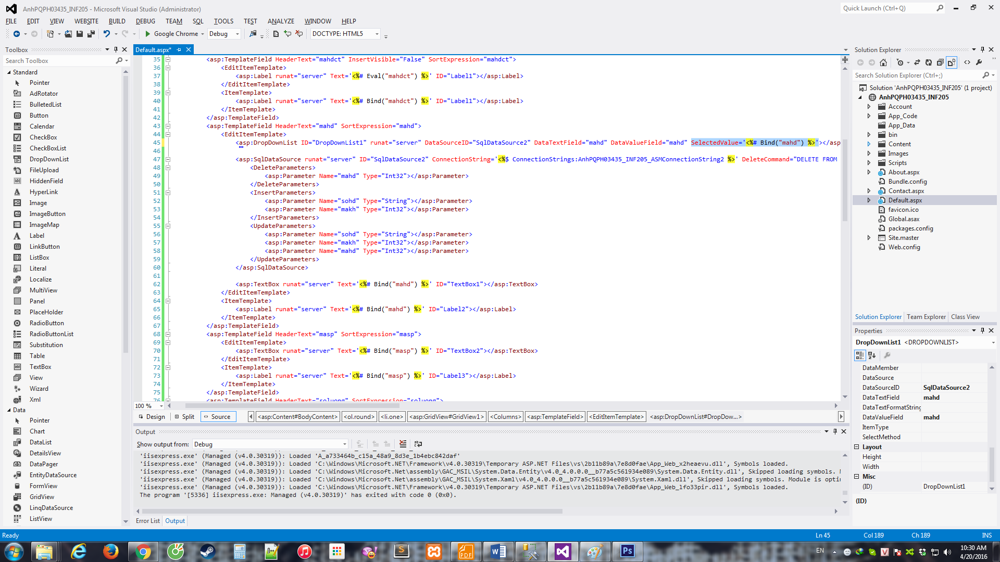 AnhPQPH03435_INF205 - Microsoft Visual Studio (Administrator)
Quick Launch (Ctrl+Q)
FILE EDIT VIEW WEBSITE BUILD DEBUG TEAM SQL TOOLS TEST ANALYZE WINDOW HELP
Google Chrome Debug DOCTYPE: HTML5
Toolbox
Search Toolbox
Standard
Pointer
AdRotator
BulletedList
Button
Calendar
CheckBox
CheckBoxList
DropDownList
FileUpload
HiddenField
HyperLink
Image
ImageButton
ImageMap
Label
LinkButton
ListBox
Literal
Localize
MultiView
Panel
PlaceHolder
RadioButton
RadioButtonList
Substitution
Table
TextBox
View
Wizard
Xml
Data
Pointer
Chart
DataList
DetailsView
DataPager
EntityDataSource
FormView
GridView
LinqDataSource
ListView
Default.aspx*
35 <asp:TemplateField HeaderText="mahdct" InsertVisible="False" SortExpression="mahdct">
36 <EditItemTemplate>
37 <asp:Label runat="server" Text='<%# Eval("mahdct") %>' ID="Label1"></asp:Label>
38 </EditItemTemplate>
39 <ItemTemplate>
40 <asp:Label runat="server" Text='<%# Bind("mahdct") %>' ID="Label1"></asp:Label>
41 </ItemTemplate>
42 </asp:TemplateField>
43 <asp:TemplateField HeaderText="mahd" SortExpression="mahd">
44 <EditItemTemplate>
45 <asp:DropDownList ID="DropDownList1" runat="server" DataSourceID="SqlDataSource2" DataTextField="mahd" DataValueField="mahd" SelectedValue='<%# Bind("mahd") %>'></asp
46
47 <asp:SqlDataSource runat="server" ID="SqlDataSource2" ConnectionString='<%$ ConnectionStrings:AnhPQPH03435_INF205_ASMConnectionString2 %>' DeleteCommand="DELETE FROM
48 <DeleteParameters>
49 <asp:Parameter Name="mahd" Type="Int32"></asp:Parameter>
50 </DeleteParameters>
51 <InsertParameters>
52 <asp:Parameter Name="sohd" Type="String"></asp:Parameter>
53 <asp:Parameter Name="makh" Type="Int32"></asp:Parameter>
54 </InsertParameters>
55 <UpdateParameters>
56 <asp:Parameter Name="sohd" Type="String"></asp:Parameter>
57 <asp:Parameter Name="makh" Type="Int32"></asp:Parameter>
58 <asp:Parameter Name="mahd" Type="Int32"></asp:Parameter>
59 </UpdateParameters>
60 </asp:SqlDataSource>
61
62 <asp:TextBox runat="server" Text='<%# Bind("mahd") %>' ID="TextBox1"></asp:TextBox>
63 </EditItemTemplate>
64 <ItemTemplate>
65 <asp:Label runat="server" Text='<%# Bind("mahd") %>' ID="Label2"></asp:Label>
66 </ItemTemplate>
67 </asp:TemplateField>
68 <asp:TemplateField HeaderText="masp" SortExpression="masp">
69 <EditItemTemplate>
70 <asp:TextBox runat="server" Text='<%# Bind("masp") %>' ID="TextBox2"></asp:TextBox>
71 </EditItemTemplate>
72 <ItemTemplate>
73 <asp:Label runat="server" Text='<%# Bind("masp") %>' ID="Label3"></asp:Label>
74 </ItemTemplate>
75 </asp:TemplateField>
76 <asp:TemplateField HeaderText="soluong" SortExpression="soluong">
100 %
Design Split Source <asp:Content#BodyContent> <ol.round> <li.one> <asp:GridView#GridView1> <Columns> <asp:TemplateField> <EditItemTemplate> <asp:DropDownList#DropDow...>
Output
Show output from: Debug
'iisexpress.exe' (Managed (v4.0.30319)): Loaded 'A_a733464b_c15a_48a9_8d3e_1b4ebc842daf'
'iisexpress.exe' (Managed (v4.0.30319)): Loaded 'C:\Windows\Microsoft.NET\Framework\v4.0.30319\Temporary ASP.NET Files\vs\2b11b89a\7e8d0fae\App_Web_x2heaevu.dll', Symbols loaded.
'iisexpress.exe' (Managed (v4.0.30319)): Loaded 'C:\Windows\Microsoft.Net\assembly\GAC_MSIL\System.Data.Entity\v4.0_4.0.0.0__b77a5c561934e089\System.Data.Entity.dll', Skipped loading symbols.
'iisexpress.exe' (Managed (v4.0.30319)): Loaded 'C:\Windows\Microsoft.Net\assembly\GAC_MSIL\System.Xaml\v4.0_4.0.0.0__b77a5c561934e089\System.Xaml.dll', Skipped loading symbols. Module is optin
'iisexpress.exe' (Managed (v4.0.30319)): Loaded 'C:\Windows\Microsoft.NET\Framework\v4.0.30319\Temporary ASP.NET Files\vs\2b11b89a\7e8d0fae\App_Web_lfo33pir.dll', Symbols loaded.
The program '[5336] iisexpress.exe: Managed (v4.0.30319)' has exited with code 0 (0x0).
Error List Output
Solution Explorer
Search Solution Explorer (Ctrl+;)
Solution 'AnhPQPH03435_INF205' (1 project)
AnhPQPH03435_INF205
Account
App_Code
App_Data
bin
Content
Images
Scripts
About.aspx
Bundle.config
Contact.aspx
Default.aspx
favicon.ico
Global.asax
packages.config
Site.master
Web.config
Solution Explorer Team Explorer Class View
Properties
DropDownList1 <DROPDOWNLIST>
DataMember
DataSource
DataSourceID SqlDataSource2
DataTextField mahd
DataTextFormatString
DataValueField mahd
ItemType
SelectMethod
Layout
Height
Width
Misc
(ID) DropDownList1
(ID)
Ready Ln 45 Col 189 Ch 189 INS
PDF
Ps
EN
10:30 AM
4/20/2016